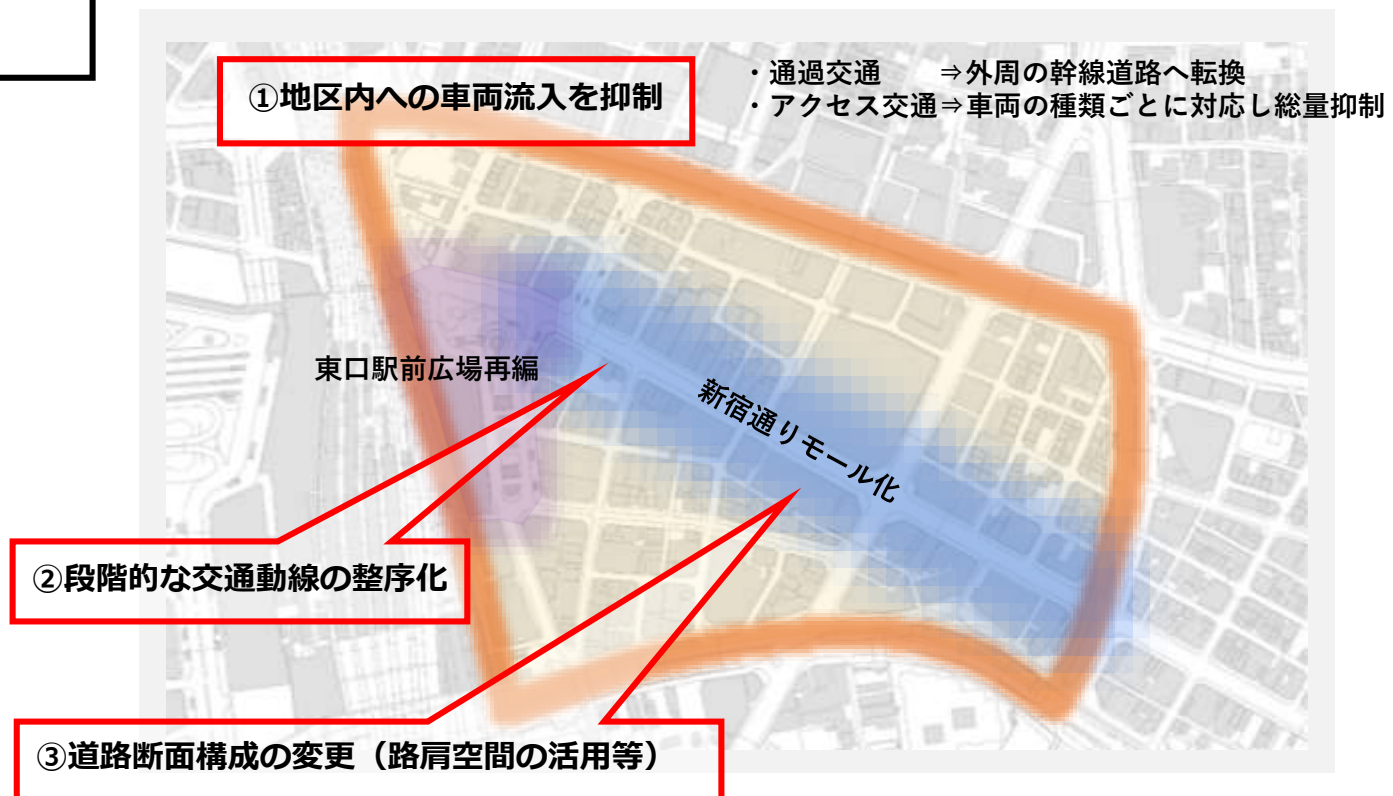 ①地区内への車両流入を抑制
・通過交通　　⇒外周の幹線道路へ転換
・アクセス交通⇒車両の種類ごとに対応し総量抑制
東口駅前広場再編
新宿通りモール化
②段階的な交通動線の整序化
③道路断面構成の変更（路肩空間の活用等）